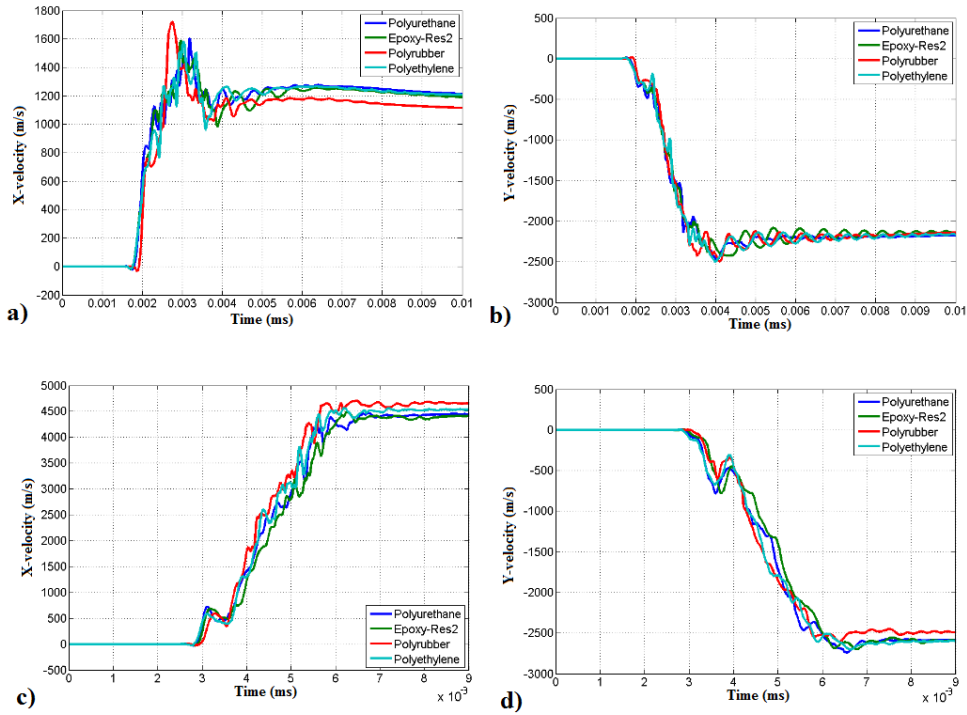 1800
1600
1400
1200
1000
800
600
400
200
0
-200
X-velocity (m/s)
Polyurethane
Epoxy-Res2
Polyrubber
Polyethylene
0 0.001 0.002 0.003 0.004 0.005 0.006 0.007 0.008 0.009 0.01
Time (ms)
a)
500
0
-500
-1000
-1500
-2000
-2500
-3000
Y-velocity (m/s)
Polyurethane
Epoxy-Res2
Polyrubber
Polyethylene
0 0.001 0.002 0.003 0.004 0.005 0.006 0.007 0.008 0.009 0.01
Time (ms)
b)
5000
4500
4000
3500
3000
2500
2000
1500
1000
500
0
-500
X-velocity (m/s)
Polyurethane
Epoxy-Res2
Polyrubber
Polyethylene
0 1 2 3 4 5 6 7 8 9
Time (ms)
x 10⁻³
c)
500
0
-500
-1000
-1500
-2000
-2500
-3000
Y-velocity (m/s)
Polyurethane
Epoxy-Res2
Polyrubber
Polyethylene
0 1 2 3 4 5 6 7 8 9
Time (ms)
x 10⁻³
d)